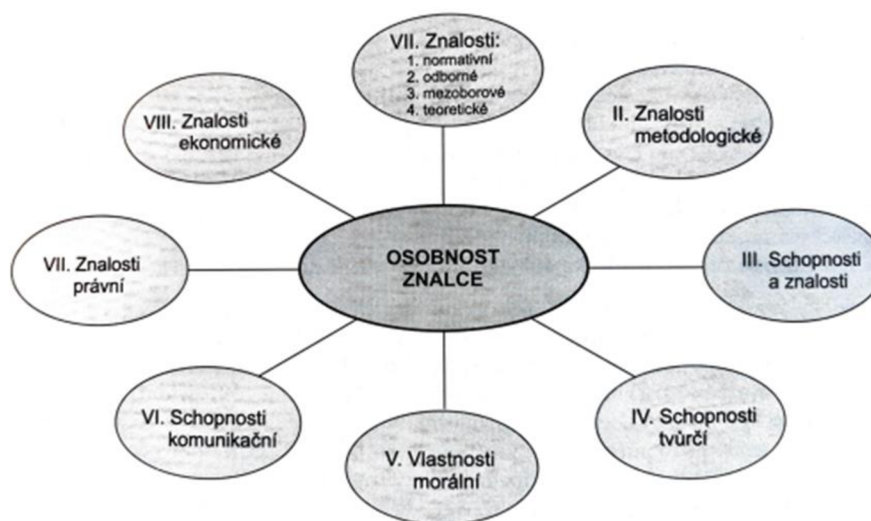 VII. Znalosti:
1. normativní
2. odborné
3. mezoborové
4. teoretické
VIII. Znalosti
ekonomické
II. Znalosti
metodologické
OSOBNOST
ZNALCE
VII. Znalosti
právní
III. Schopnosti
a znalosti
VI. Schopnosti
komunikační
IV. Schopnosti
tvůrčí
V. Vlastnosti
morální